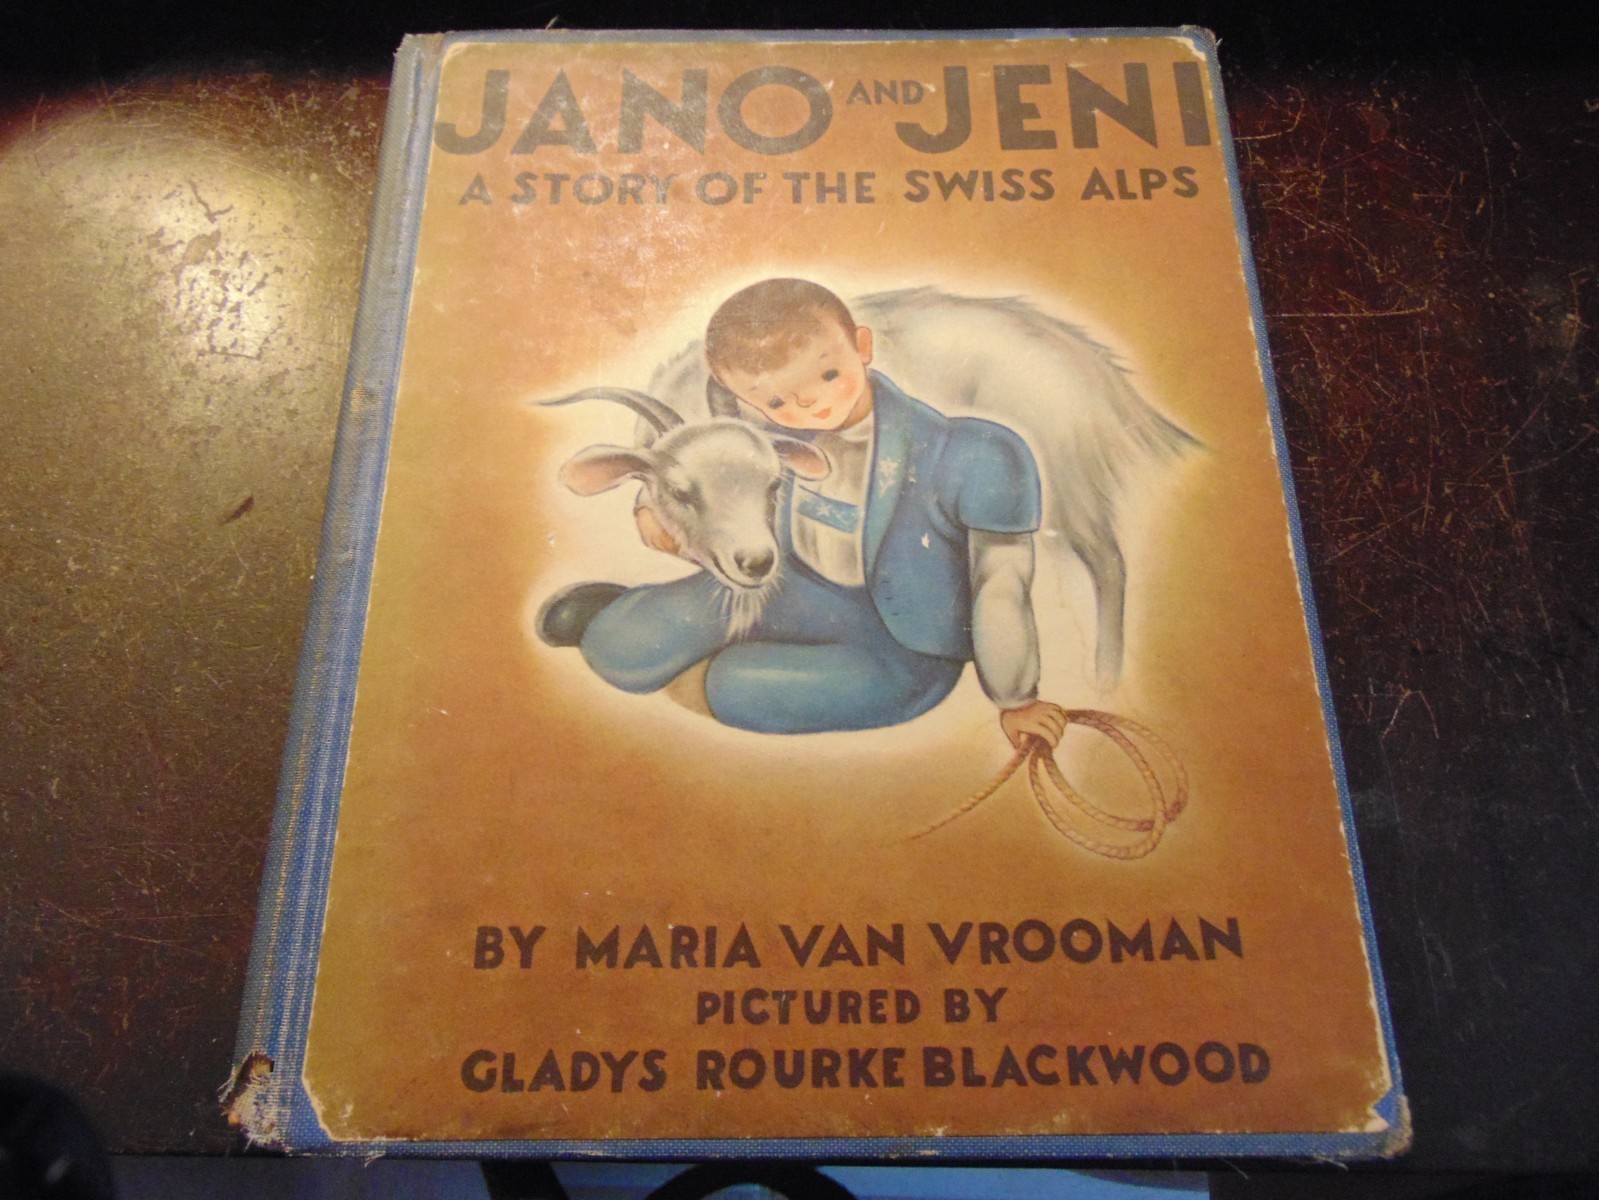 JANO AND JENI
A STORY OF THE SWISS ALPS
BY MARIA VAN VROOMAN
PICTURED BY
GLADYS ROURKE BLACKWOOD